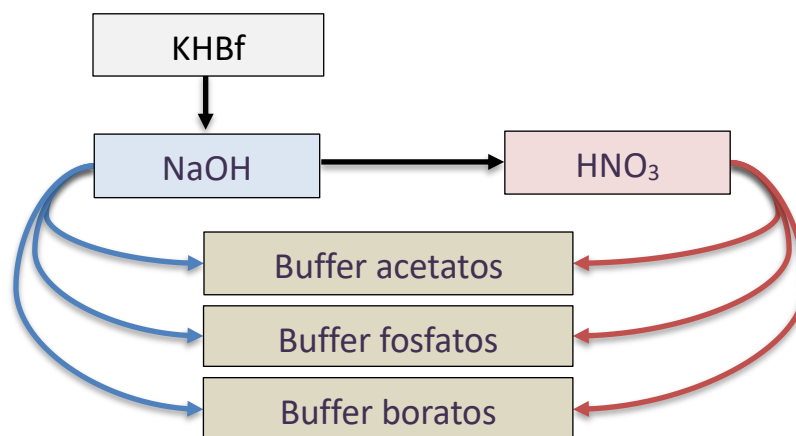 KHBf
NaOH
HNO₃
Buffer acetatos
Buffer fosfatos
Buffer boratos